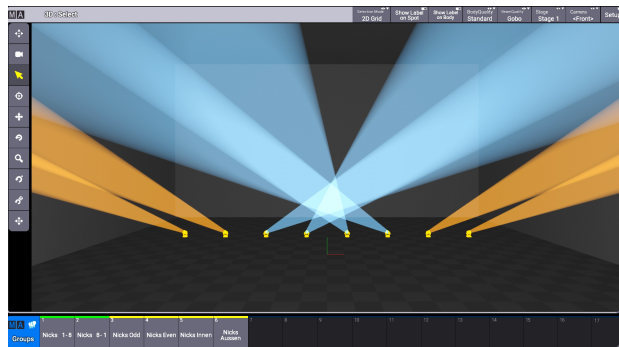 MA 3D:Select
Selection Mode
2D Grid
Show Label
on Spot
Show Label
on Body
BodyQuality
Standard
BeamQuality
Gobo
Stage
Stage 1
Camera
<Front>
Setup
MA
Groups
1
Nicks 1-8
2
Nicks 8-1
3
Nicks Odd
4
Nicks Even
5
Nicks Innen
6
Nicks
Aussen
7
8
9
10
11
12
13
14
15
16
17